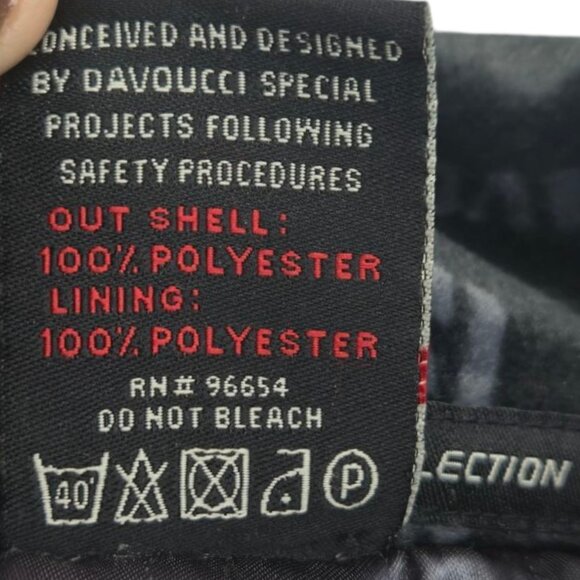 CONCEIVED AND DESIGNED
BY DAVOUCCI SPECIAL
PROJECTS FOLLOWING
SAFETY PROCEDURES
OUT SHELL:
100% POLYESTER
LINING:
100% POLYESTER
RN# 96654
DO NOT BLEACH
40°
P
LECTION